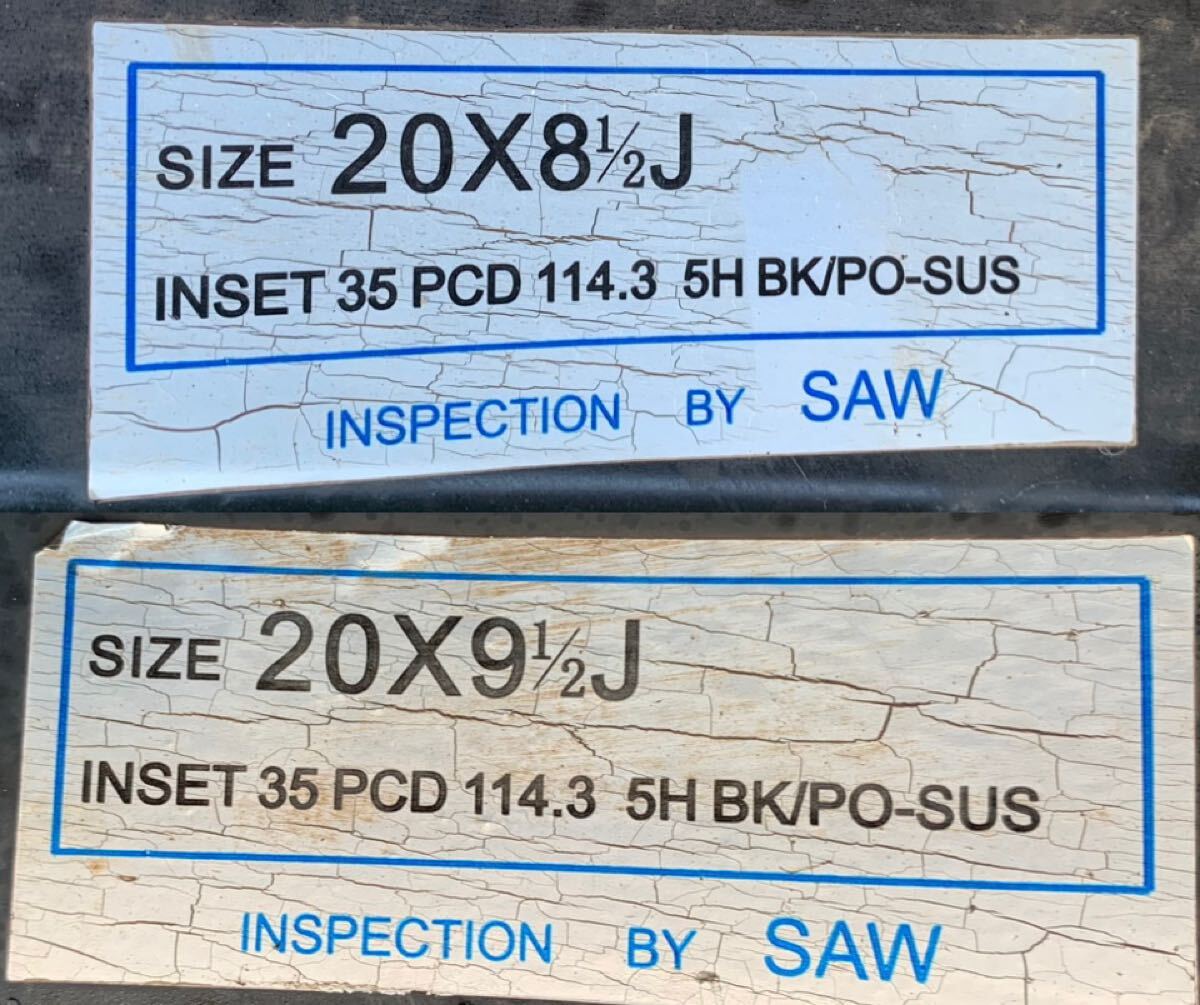 SIZE 20X8½J
INSET 35 PCD 114.3 5H BK/PO-SUS
INSPECTION BY SAW
SIZE 20X9½J
INSET 35 PCD 114.3 5H BK/PO-SUS
INSPECTION BY SAW